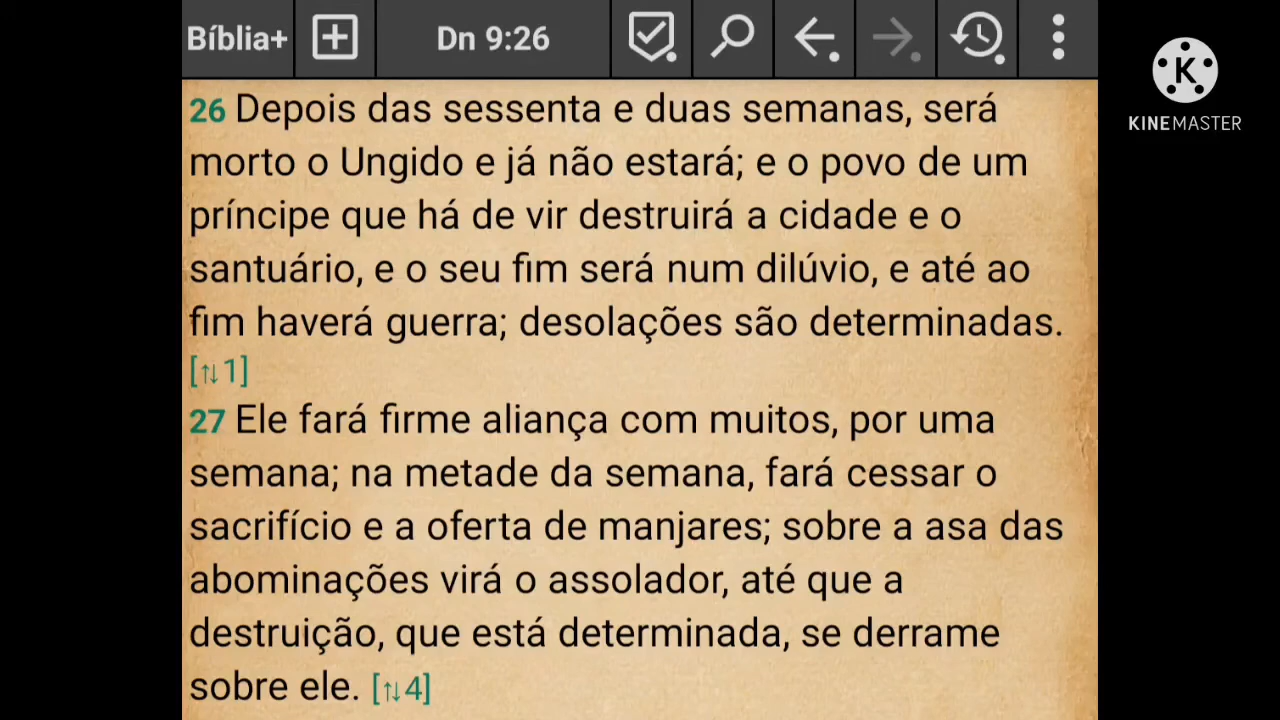 Bíblia+
Dn 9:26
K
KINEMASTER
26 Depois das sessenta e duas semanas, será
morto o Ungido e já não estará; e o povo de um
príncipe que há de vir destruirá a cidade e o
santuário, e o seu fim será num dilúvio, e até ao
fim haverá guerra; desolações são determinadas.
[⇅1]
27 Ele fará firme aliança com muitos, por uma
semana; na metade da semana, fará cessar o
sacrifício e a oferta de manjares; sobre a asa das
abominações virá o assolador, até que a
destruição, que está determinada, se derrame
sobre ele. [⇅4]